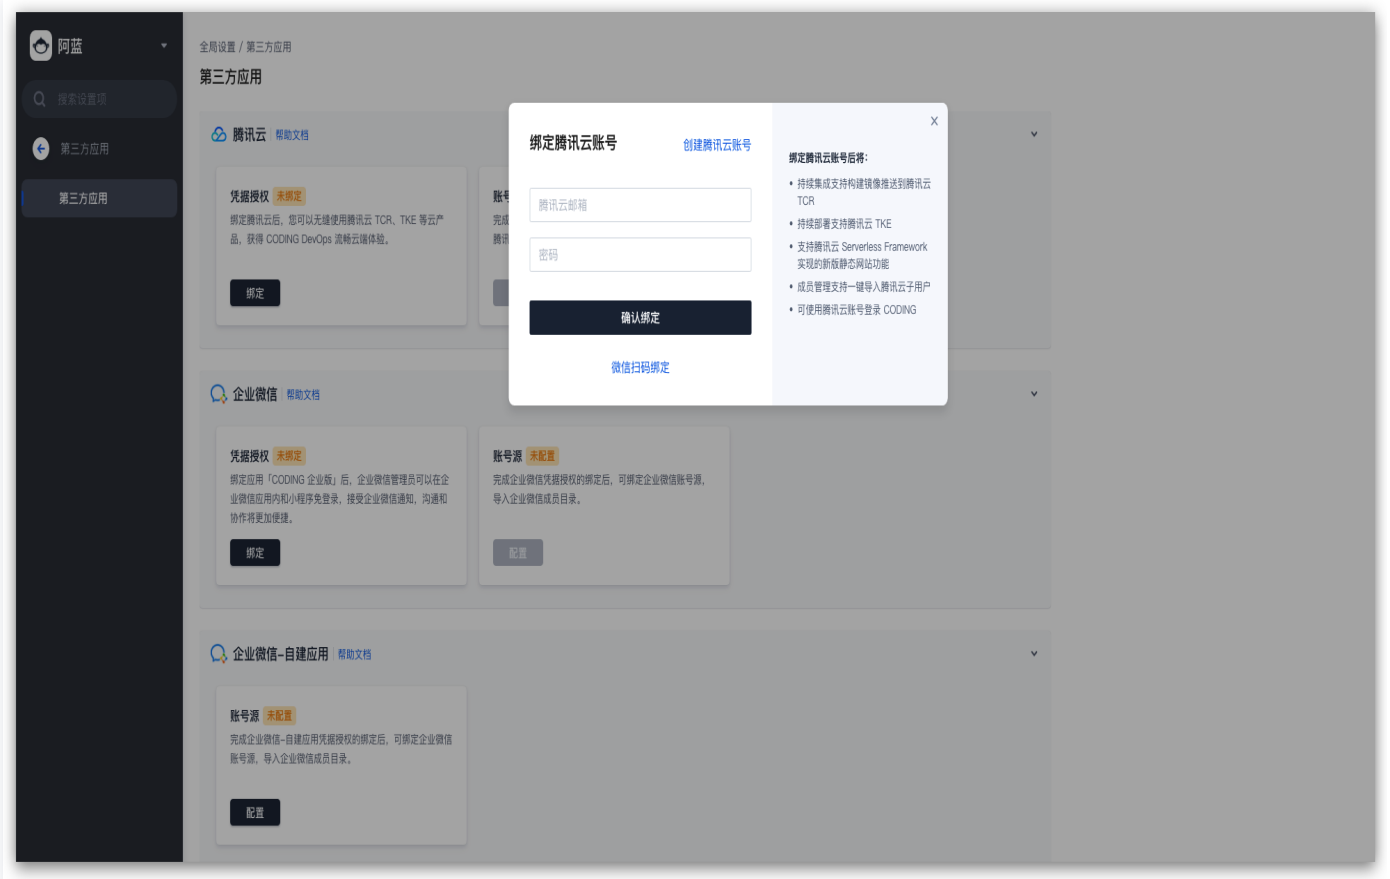 阿蓝
搜索设置项
第三方应用
第三方应用
全局设置 / 第三方应用
第三方应用
腾讯云 帮助文档
凭据授权 未绑定
绑定腾讯云后，您可以无缝使用腾讯云 TCR、TKE 等云产
品，获得 CODING DevOps 流畅云端体验。
绑定
账号
完成
腾讯
绑定腾讯云账号
创建腾讯云账号
腾讯云邮箱
密码
确认绑定
微信扫码绑定
X
绑定腾讯云账号后将：
• 持续集成支持构建镜像推送到腾讯云
TCR
• 持续部署支持腾讯云 TKE
• 支持腾讯云 Serverless Framework
实现的新版静态网站功能
• 成员管理支持一键导入腾讯云子用户
• 可使用腾讯云账号登录 CODING
企业微信 帮助文档
凭据授权 未绑定
绑定应用「CODING 企业版」后，企业微信管理员可以在企
业微信应用内和小程序免登录，接受企业微信通知，沟通和
协作将更加便捷。
绑定
账号源 未配置
完成企业微信凭据授权的绑定后，可绑定企业微信账号源，
导入企业微信成员目录。
配置
企业微信-自建应用 帮助文档
账号源 未配置
完成企业微信-自建应用凭据授权的绑定后，可绑定企业微信
账号源，导入企业微信成员目录。
配置